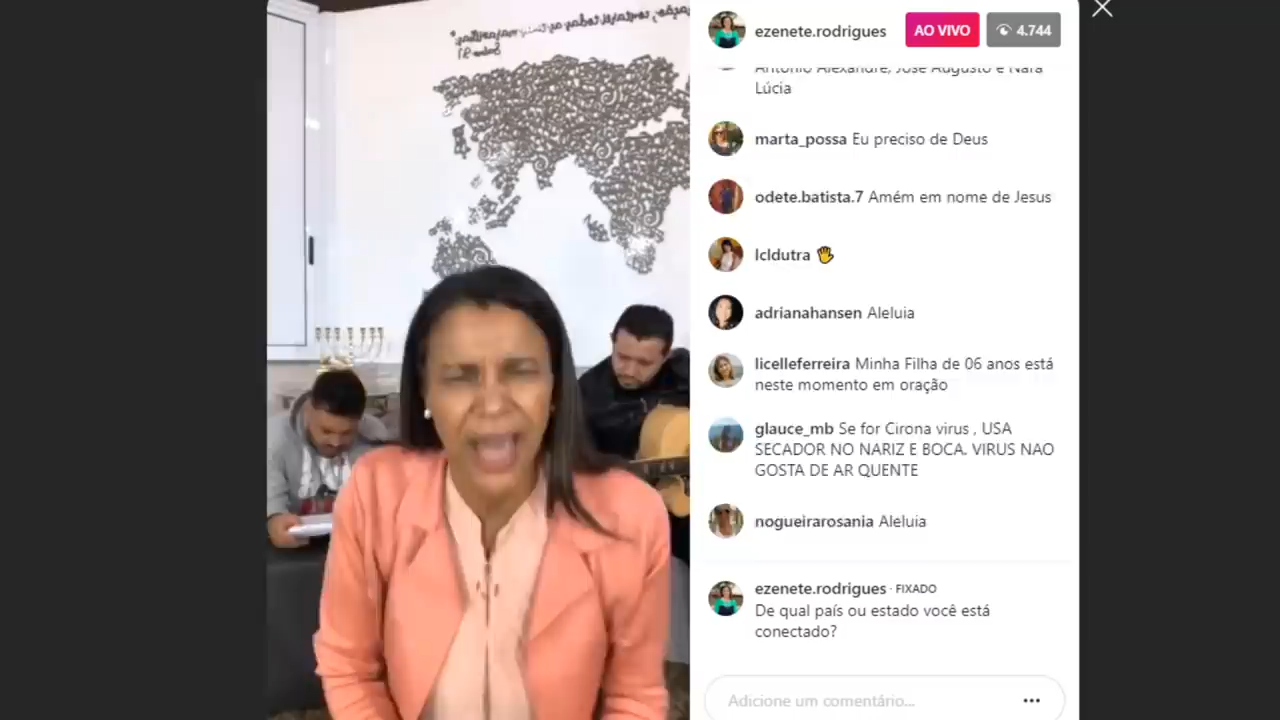 ezenete.rodrigues AO VIVO 4.744
Antônio Alexandre, José Augusto e Nara
Lúcia
marta_possa Eu preciso de Deus
odete.batista.7 Amém em nome de Jesus
lcldutra 🖐
adrianahansen Aleluia
licelleferreira Minha Filha de 06 anos está
neste momento em oração
glauce_mb Se for Cirona virus , USA
SECADOR NO NARIZ E BOCA. VIRUS NAO
GOSTA DE AR QUENTE
nogueirarosania Aleluia
ezenete.rodrigues · FIXADO
De qual país ou estado você está
conectado?
Adicione um comentário...